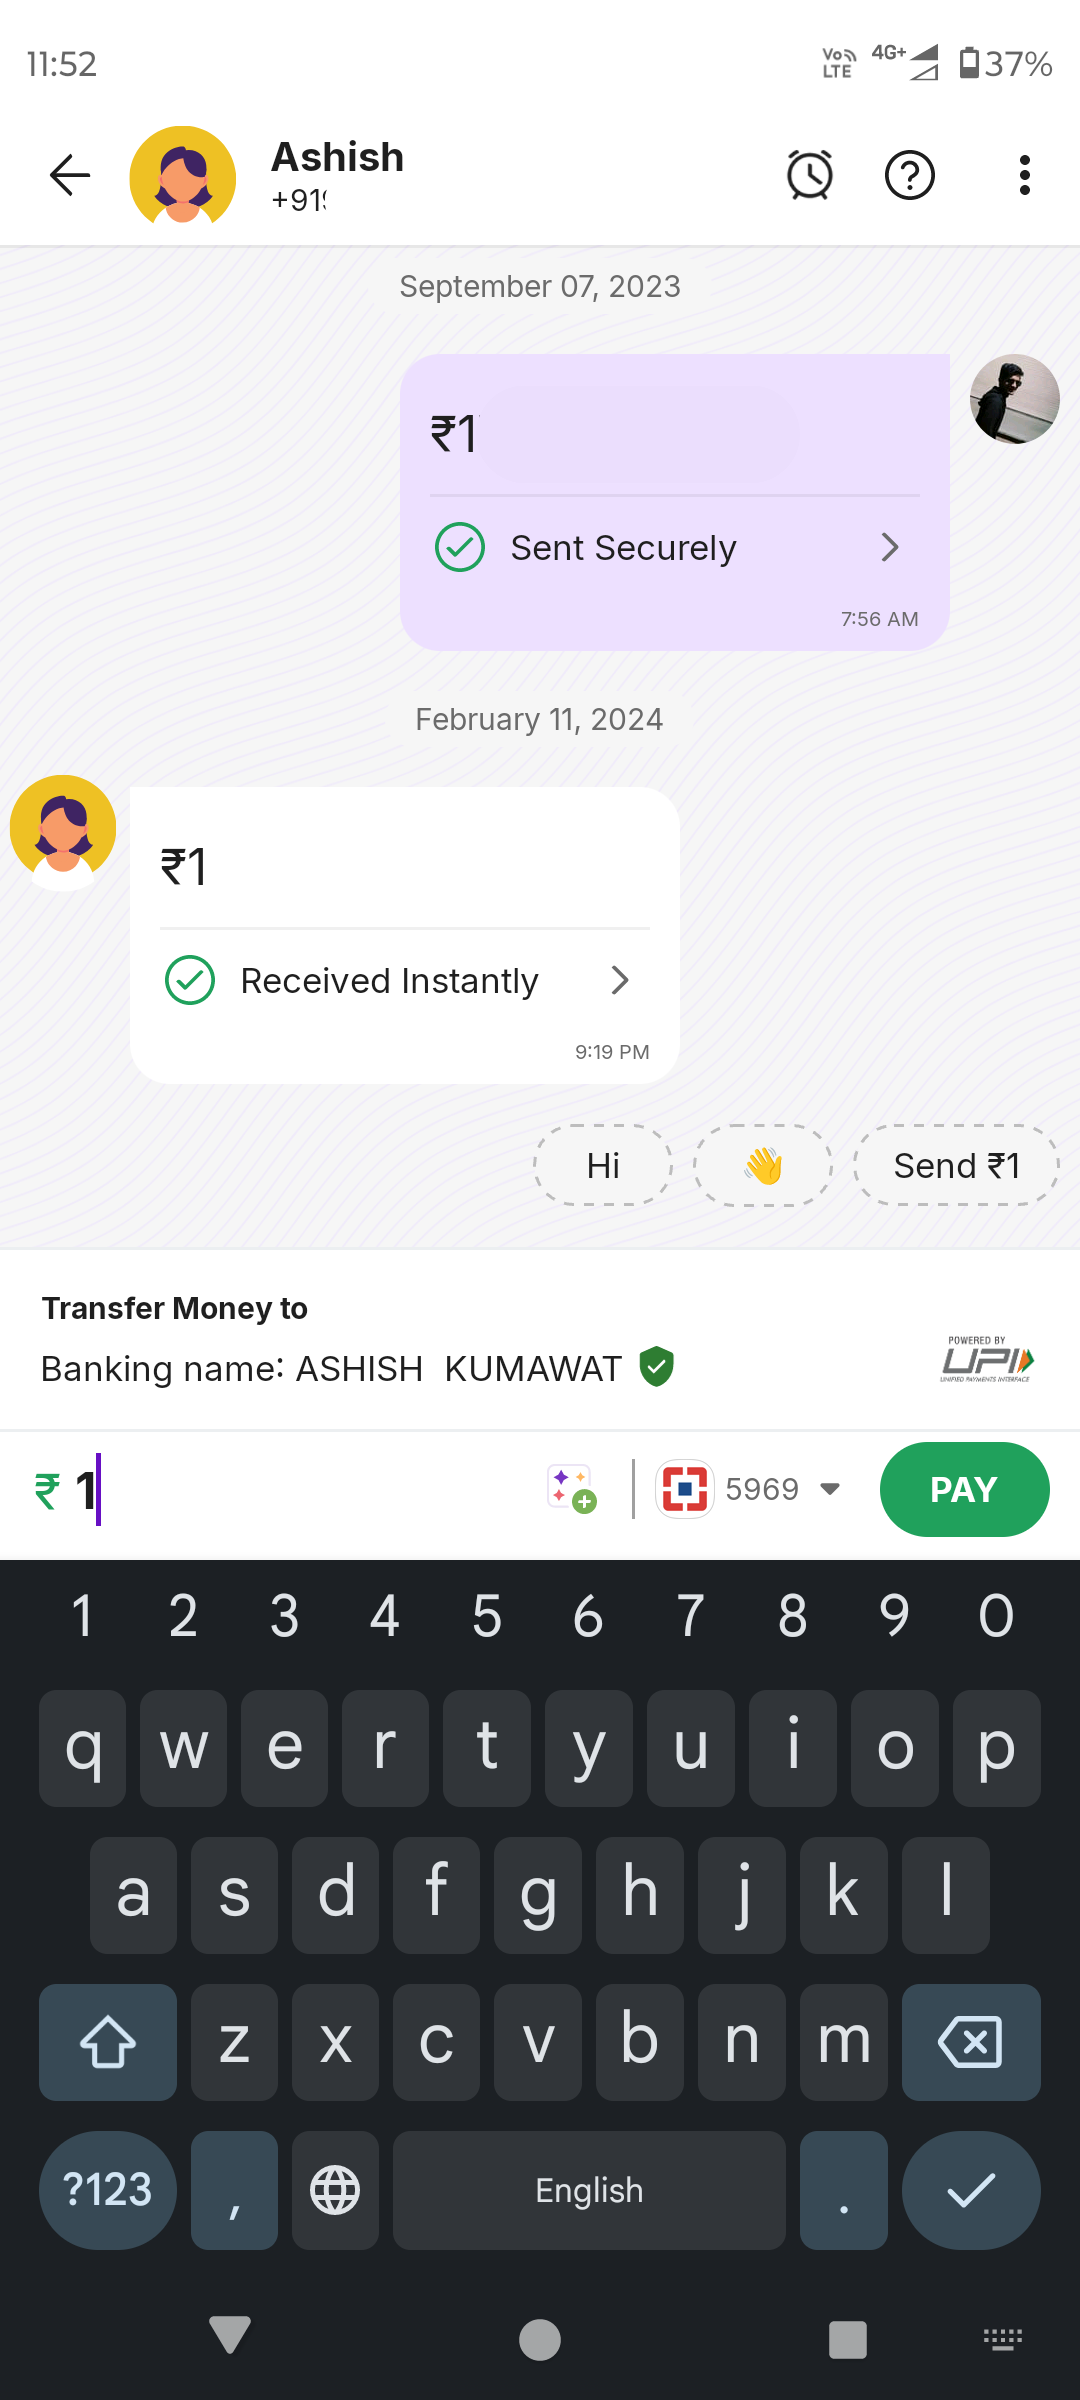 11:52
Vo LTE 4G+ 37%
Ashish
+919
September 07, 2023
₹1
Sent Securely
7:56 AM
February 11, 2024
₹1
Received Instantly
9:19 PM
Hi 👋 Send ₹1
Transfer Money to
Banking name: ASHISH KUMAWAT
POWERED BY
UPI
UNIFIED PAYMENTS INTERFACE
₹ 1 5969 PAY
1 2 3 4 5 6 7 8 9 0
q w e r t y u i o p
a s d f g h j k l
z x c v b n m
?123 , English .